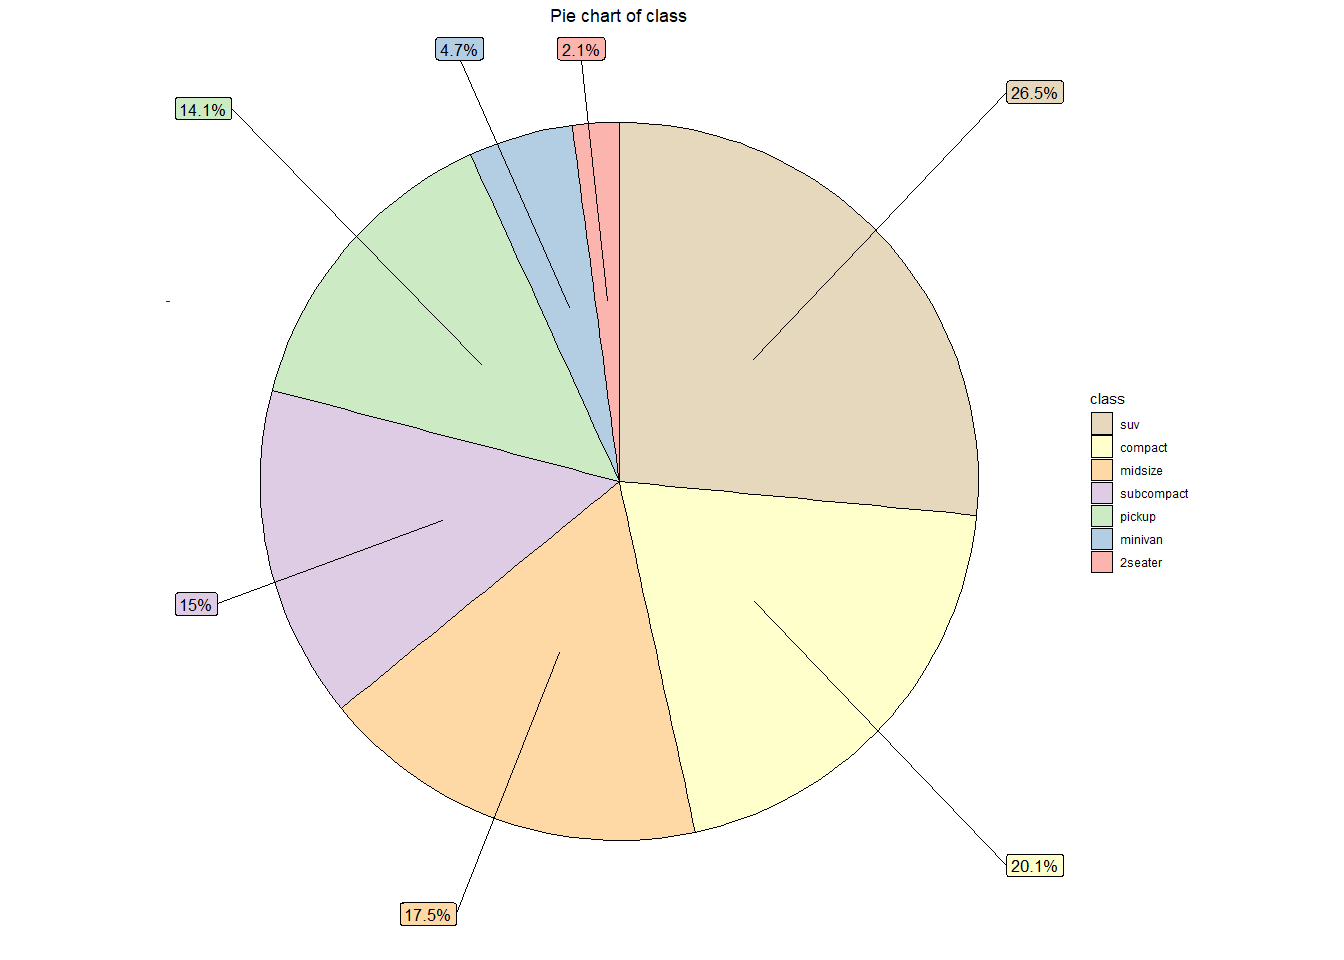 Pie chart of class
4.7%
2.1%
26.5%
14.1%
-
15%
17.5%
20.1%
class
suv
compact
midsize
subcompact
pickup
minivan
2seater